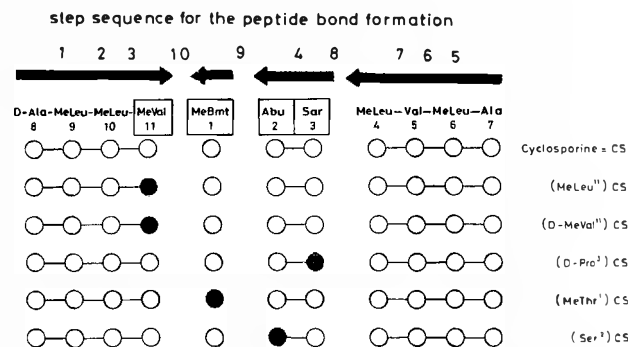 step sequence for the peptide bond formation
1 2 3 10 9 4 8 7 6 5
D-Ala-MeLeu-MeLeu-MeVal MeBmt Abu Sar MeLeu-Val-MeLeu-Ala
8 9 10 11 1 2 3 4 5 6 7
Cyclosporine = CS
(MeLeu¹¹) CS
(D-MeVal¹¹) CS
(D-Pro³) CS
(MeThr¹) CS
(Ser²) CS